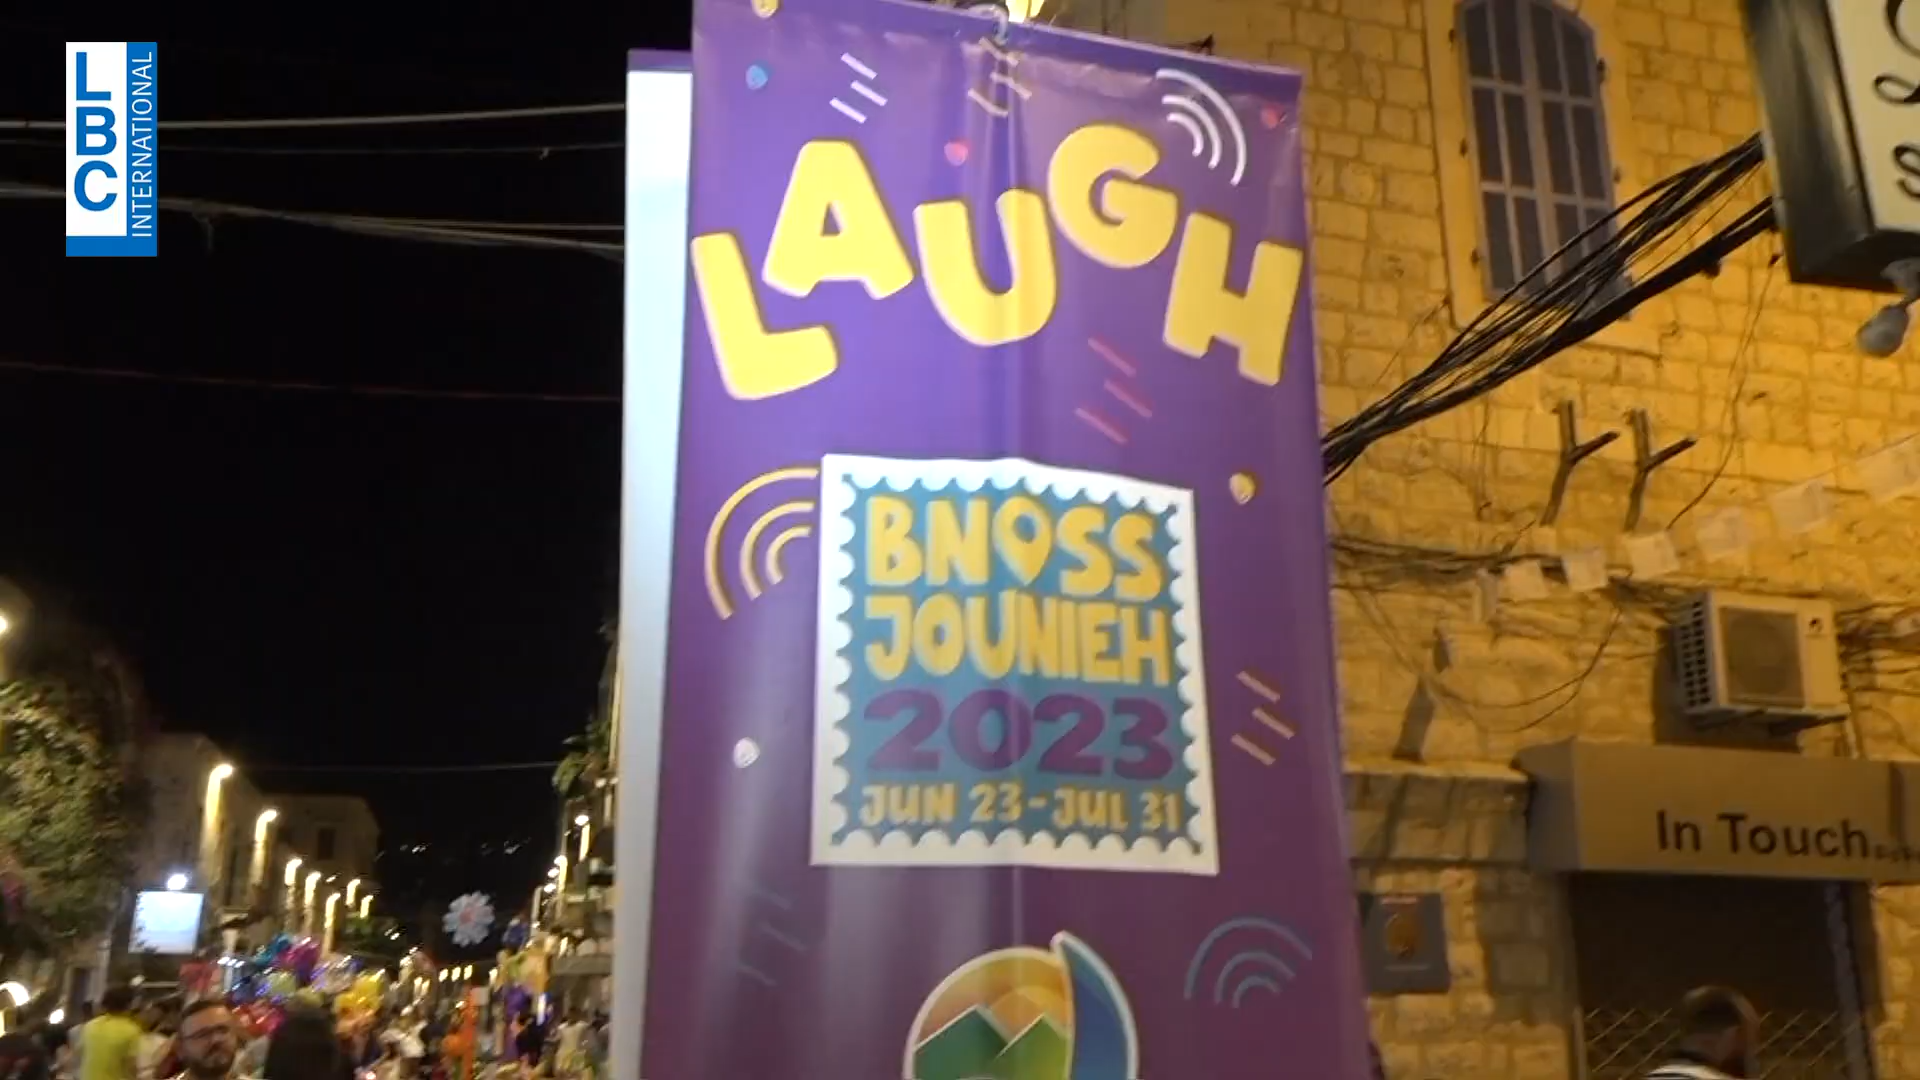 LBC
INTERNATIONAL
LAUGH
BNOSS
JOUNIEH
2023
JUN 23-JUL 31
In Touch